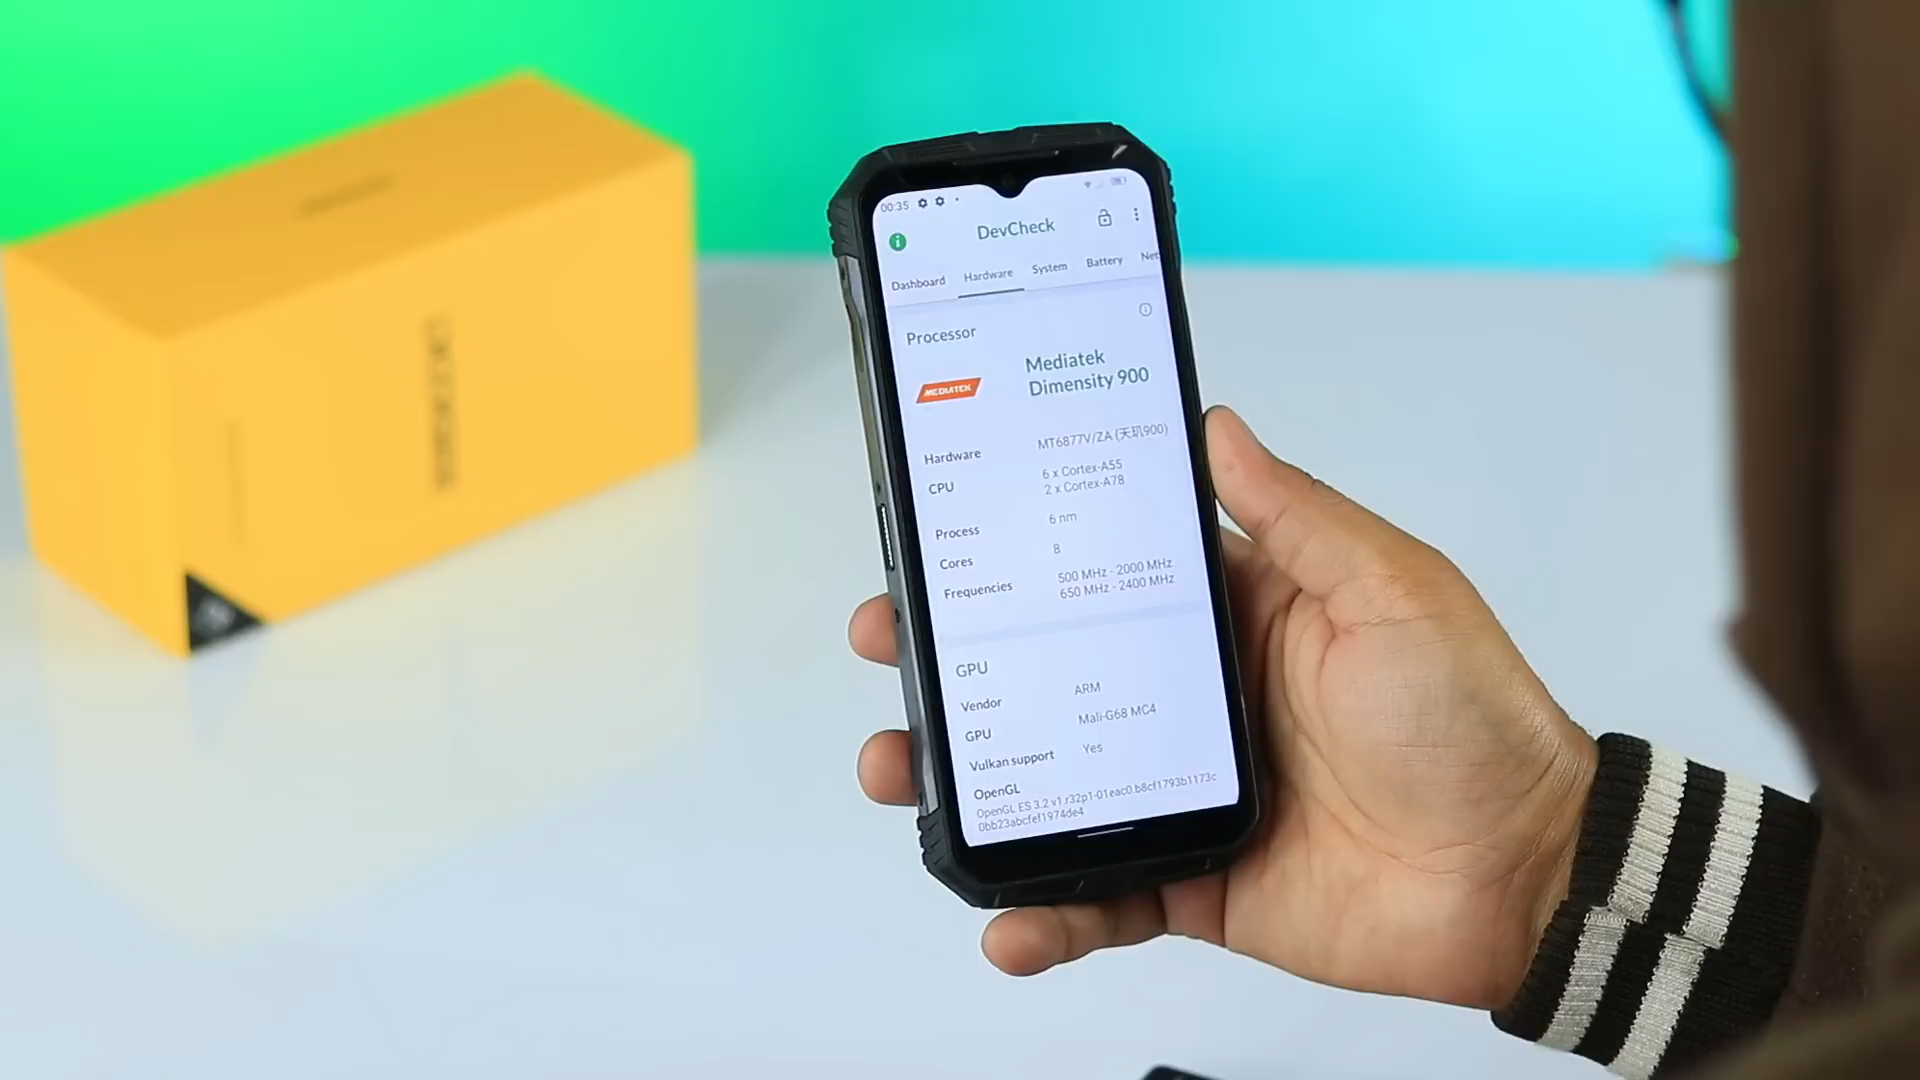 00:35
DevCheck
Dashboard Hardware System Battery Net
Processor
MEDIATEK
Mediatek
Dimensity 900
Hardware MT6877V/ZA (天玑900)
CPU 6 x Cortex-A55
2 x Cortex-A78
Process 6 nm
Cores 8
Frequencies 500 MHz - 2000 MHz
650 MHz - 2400 MHz
GPU
Vendor ARM
GPU Mali-G68 MC4
Vulkan support Yes
OpenGL
OpenGL ES 3.2 v1.r32p1-01eac0.b8cf1793b1173c
0bb23abcfef1974de4